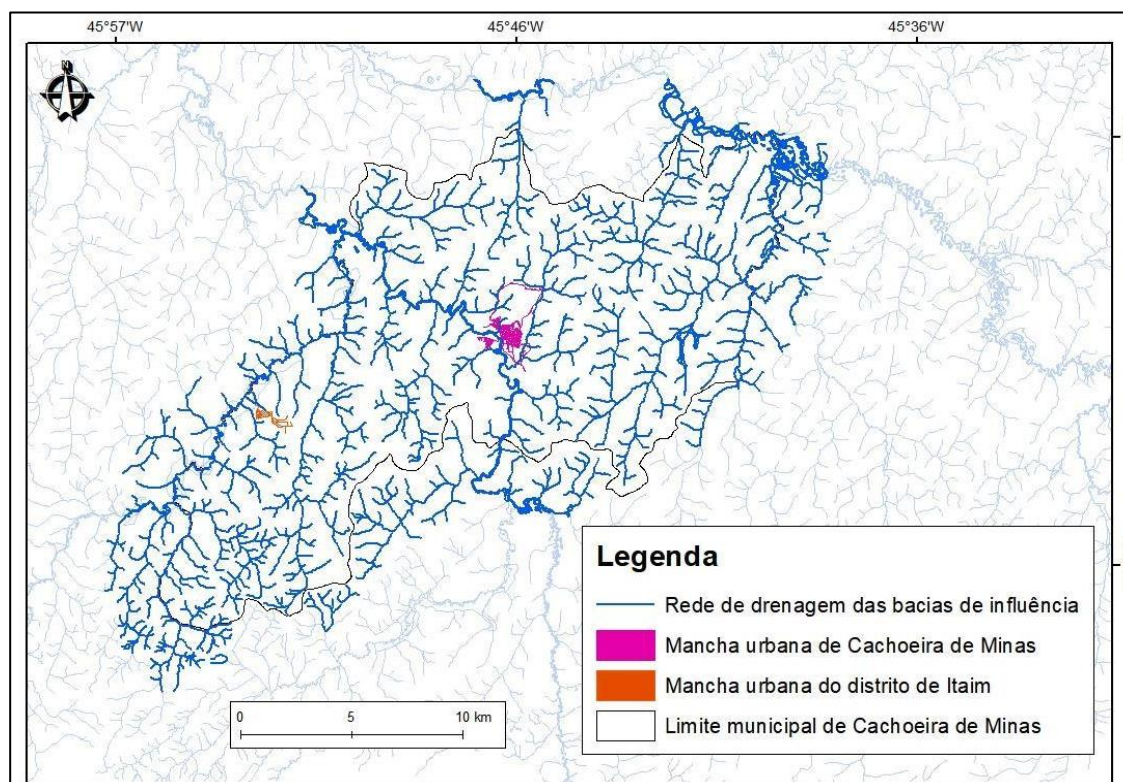 45°57'W 45°46'W 45°36'W
N
Legenda
Rede de drenagem das bacias de influência
Mancha urbana de Cachoeira de Minas
Mancha urbana do distrito de Itaim
Limite municipal de Cachoeira de Minas
0 5 10 km